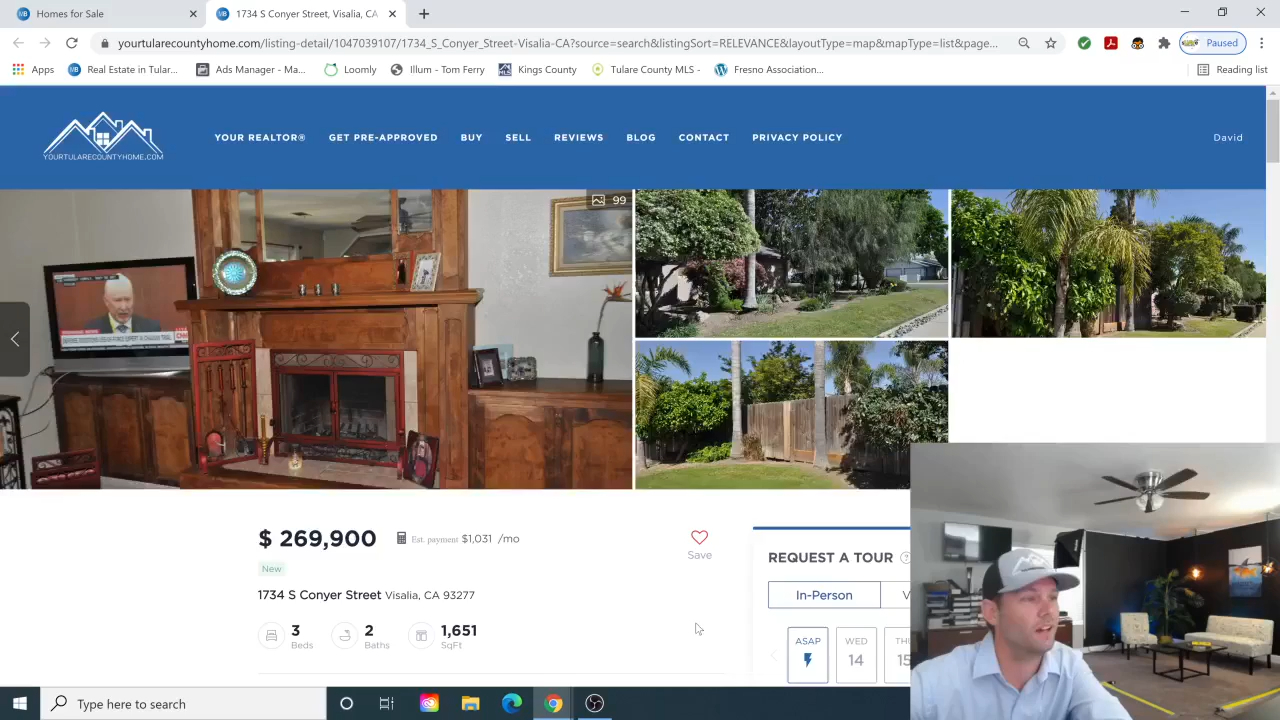 Homes for Sale
1734 S Conyer Street, Visalia, CA
yourtularecountyhome.com/listing-detail/1047039107/1734_S_Conyer_Street-Visalia-CA?source=search&listingSort=RELEVANCE&layoutType=map&mapType=list&page...
Paused
Apps
Real Estate in Tular...
Ads Manager - Ma...
Loomly
Illum - Tom Ferry
Kings County
Tulare County MLS -
Fresno Association...
Reading list
YOURTULARECOUNTYHOME.COM
YOUR REALTOR®
GET PRE-APPROVED
BUY
SELL
REVIEWS
BLOG
CONTACT
PRIVACY POLICY
David
99
CNN
$ 269,900
Est. payment $1,031 /mo
Save
New
1734 S Conyer Street Visalia, CA 93277
3 Beds
2 Baths
1,651 SqFt
REQUEST A TOUR ?
In-Person
V
ASAP
WED 14
15
Type here to search